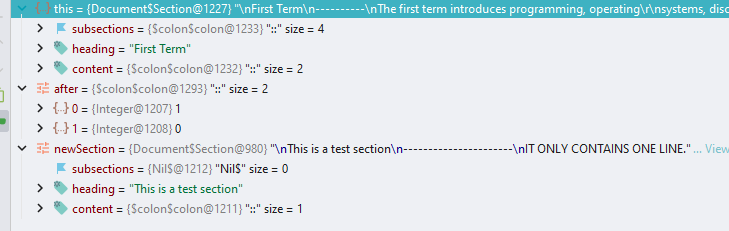 this = {Document$Section@1227} "\nFirst Term\n----------\nThe first term introduces programming, operating\r\nsystems, disc
subsections = {$colon$colon@1233} "::" size = 4
heading = "First Term"
content = {$colon$colon@1232} "::" size = 2
after = {$colon$colon@1293} "::" size = 2
{...} 0 = {Integer@1207} 1
{...} 1 = {Integer@1208} 0
newSection = {Document$Section@980} "\nThis is a test section\n----------------------\nIT ONLY CONTAINS ONE LINE." ... View
subsections = {Nil$@1212} "Nil$" size = 0
heading = "This is a test section"
content = {$colon$colon@1211} "::" size = 1